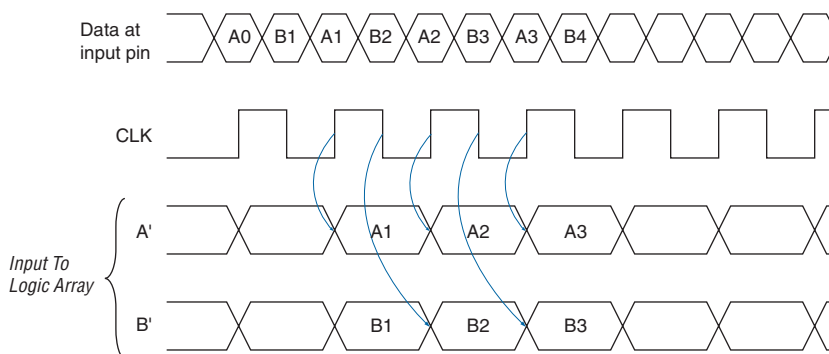 Data at
input pin
A0 B1 A1 B2 A2 B3 A3 B4
CLK
A' A1 A2 A3
Input To
Logic Array
B' B1 B2 B3